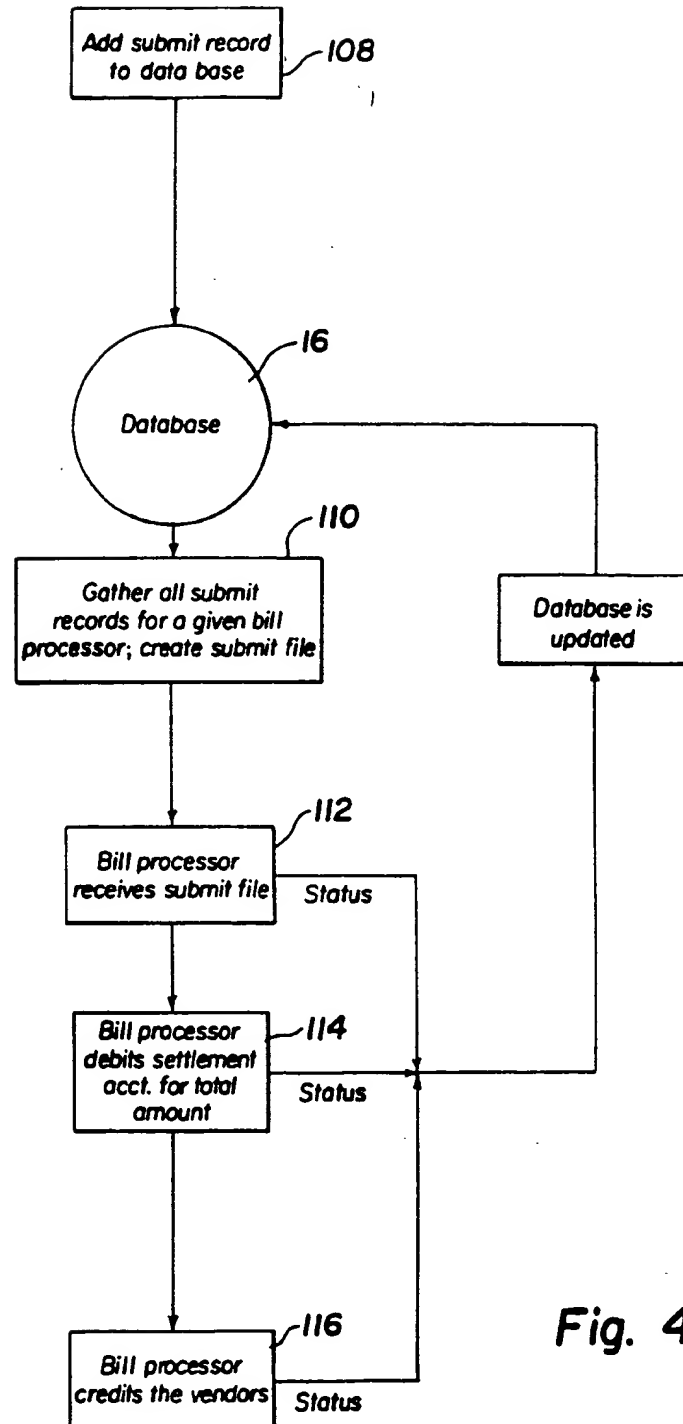 Add submit record
to data base
108
16
Database
110
Gather all submit
records for a given bill
processor; create submit file
Database is
updated
112
Bill processor
receives submit file
Status
114
Bill processor
debits settlement
acct. for total
amount
Status
116
Bill processor
credits the vendors
Status
Fig. 4